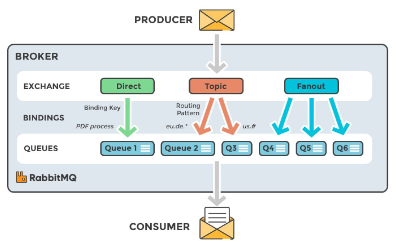 PRODUCER
BROKER
EXCHANGE
Direct
Topic
Fanout
Binding Key
Routing
Pattern
BINDINGS
PDF process
eu.de.*
us.#
QUEUES
Queue 1
Queue 2
Q3
Q4
Q5
Q6
RabbitMQ
CONSUMER